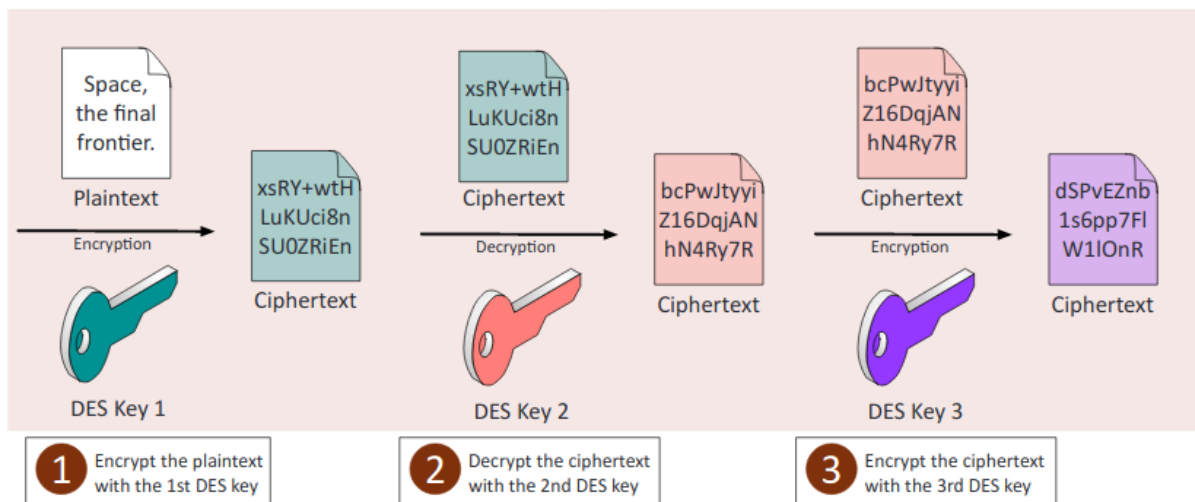 Space,
the final
frontier.
Plaintext
Encryption
xsRY+wtH
LuKUci8n
SU0ZRiEn
Ciphertext
DES Key 1
xsRY+wtH
LuKUci8n
SU0ZRiEn
Ciphertext
Decryption
bcPwJtyyi
Z16DqjAN
hN4Ry7R
Ciphertext
DES Key 2
bcPwJtyyi
Z16DqjAN
hN4Ry7R
Ciphertext
Encryption
dSPvEZnb
1s6pp7Fl
W1lOnR
Ciphertext
DES Key 3
1 Encrypt the plaintext
with the 1st DES key
2 Decrypt the ciphertext
with the 2nd DES key
3 Encrypt the ciphertext
with the 3rd DES key